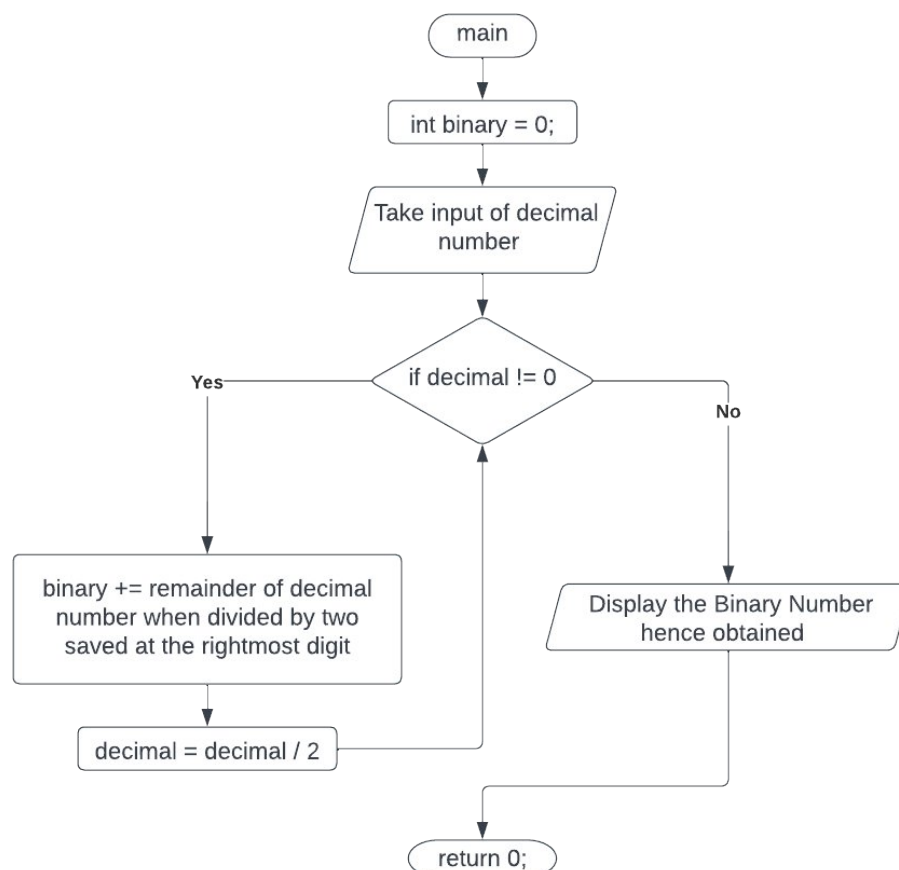 main
int binary = 0;
Take input of decimal
number
if decimal != 0
Yes
No
binary += remainder of decimal
number when divided by two
saved at the rightmost digit
decimal = decimal / 2
Display the Binary Number
hence obtained
return 0;